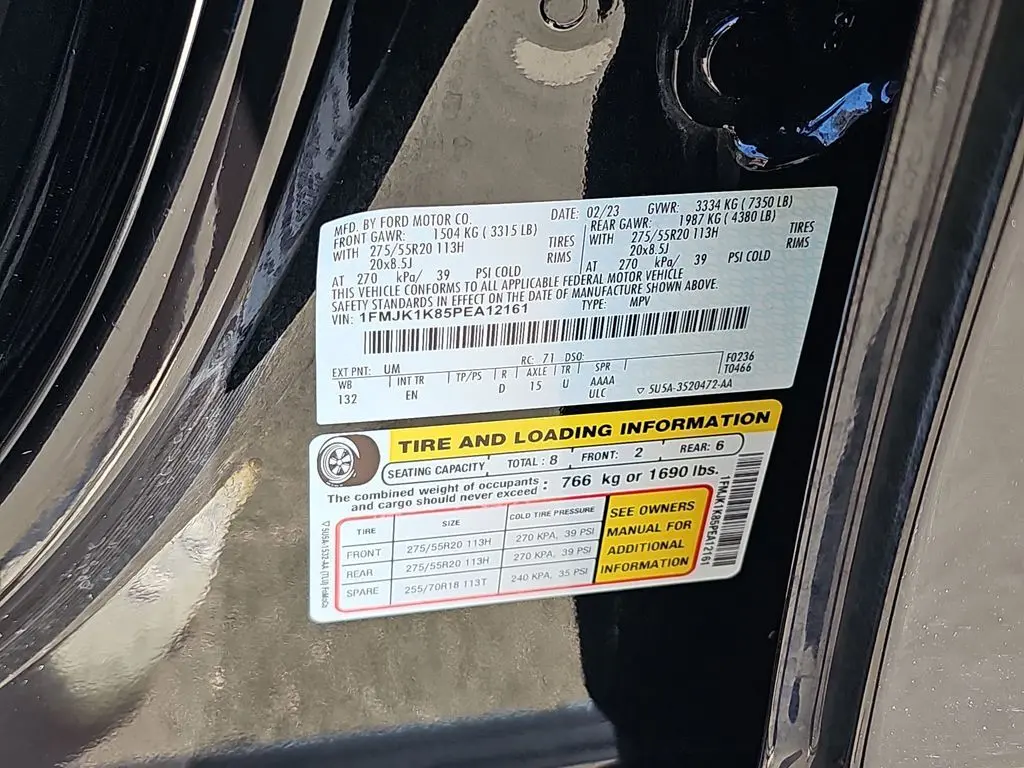 MFD. BY FORD MOTOR CO.
DATE: 02/23 GVWR: 3334 KG ( 7350 LB)
FRONT GAWR: 1504 KG ( 3315 LB)
REAR GAWR: 1987 KG ( 4380 LB)
WITH 275/55R20 113H TIRES
WITH 275/55R20 113H TIRES
20x8.5J RIMS
20x8.5J RIMS
AT 270 kPa/ 39 PSI COLD
AT 270 kPa/ 39 PSI COLD
THIS VEHICLE CONFORMS TO ALL APPLICABLE FEDERAL MOTOR VEHICLE
SAFETY STANDARDS IN EFFECT ON THE DATE OF MANUFACTURE SHOWN ABOVE.
VIN: 1FMJK1K85PEA12161 TYPE: MPV
EXT PNT: UM RC: 71 DSO: F0236
WB INT TR TP/PS R AXLE TR SPR T0466
132 EN D 15 U AAAA
ULC ▽ 5U5A-3520472-AA
TIRE AND LOADING INFORMATION
SEATING CAPACITY TOTAL : 8 FRONT: 2 REAR: 6
The combined weight of occupants and cargo should never exceed : 766 kg or 1690 lbs.
TIRE SIZE COLD TIRE PRESSURE
FRONT 275/55R20 113H 270 KPA, 39 PSI
REAR 275/55R20 113H 270 KPA, 39 PSI
SPARE 255/70R18 113T 240 KPA, 35 PSI
SEE OWNERS
MANUAL FOR
ADDITIONAL
INFORMATION
1FMJK1K85PEA12161